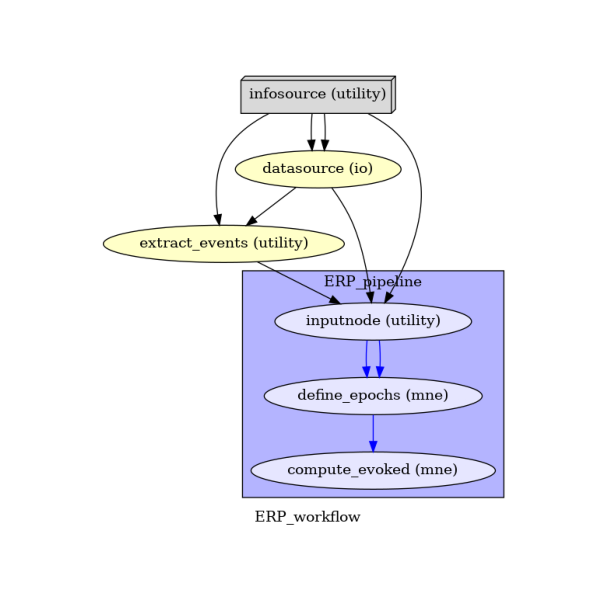 infosource (utility)
datasource (io)
extract_events (utility)
ERP_pipeline
inputnode (utility)
define_epochs (mne)
compute_evoked (mne)
ERP_workflow